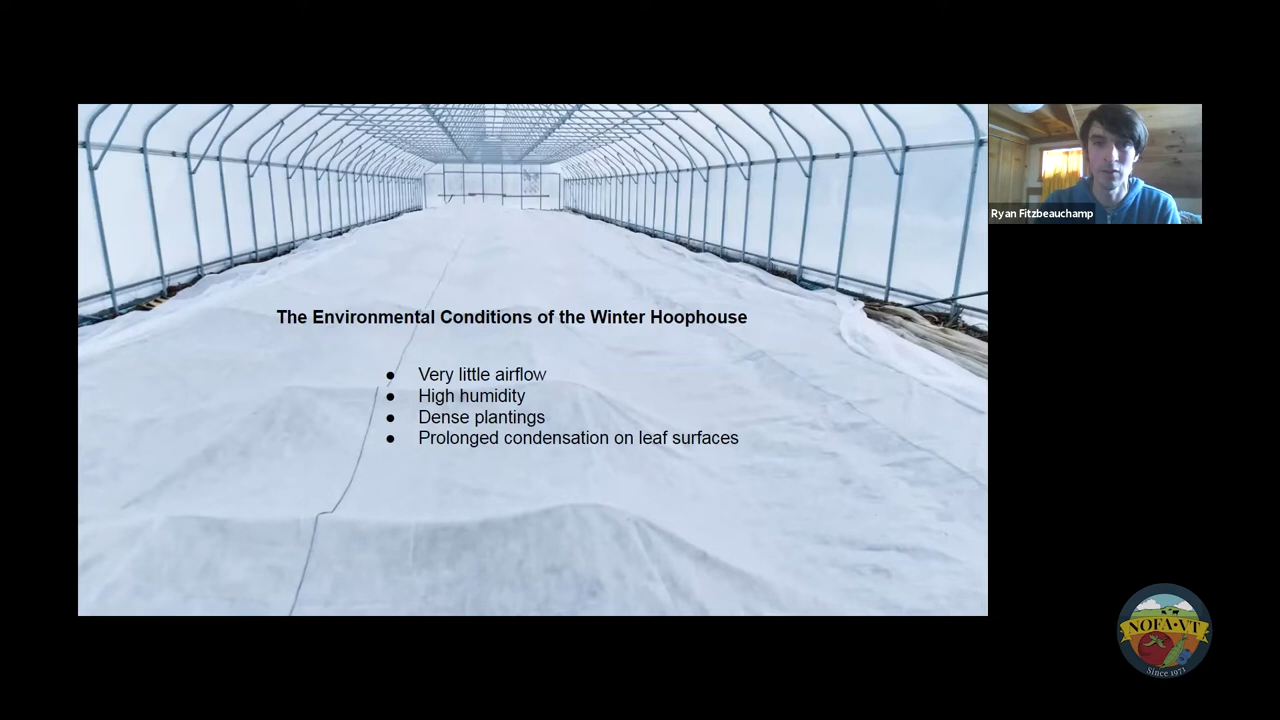 The Environmental Conditions of the Winter Hoophouse
● Very little airflow
● High humidity
● Dense plantings
● Prolonged condensation on leaf surfaces
Ryan Fitzbeauchamp
NOFA·VT
Since 1971